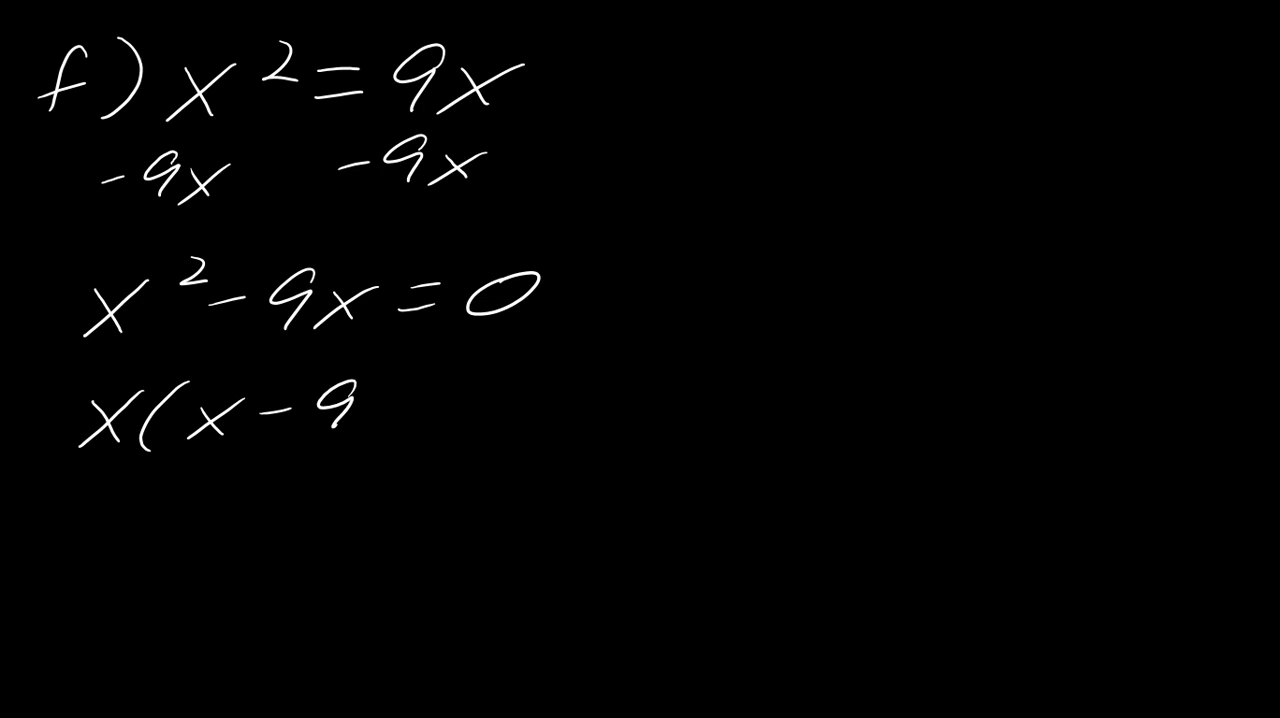 f) x² = 9x
-9x -9x
x² - 9x = 0
x(x - 9